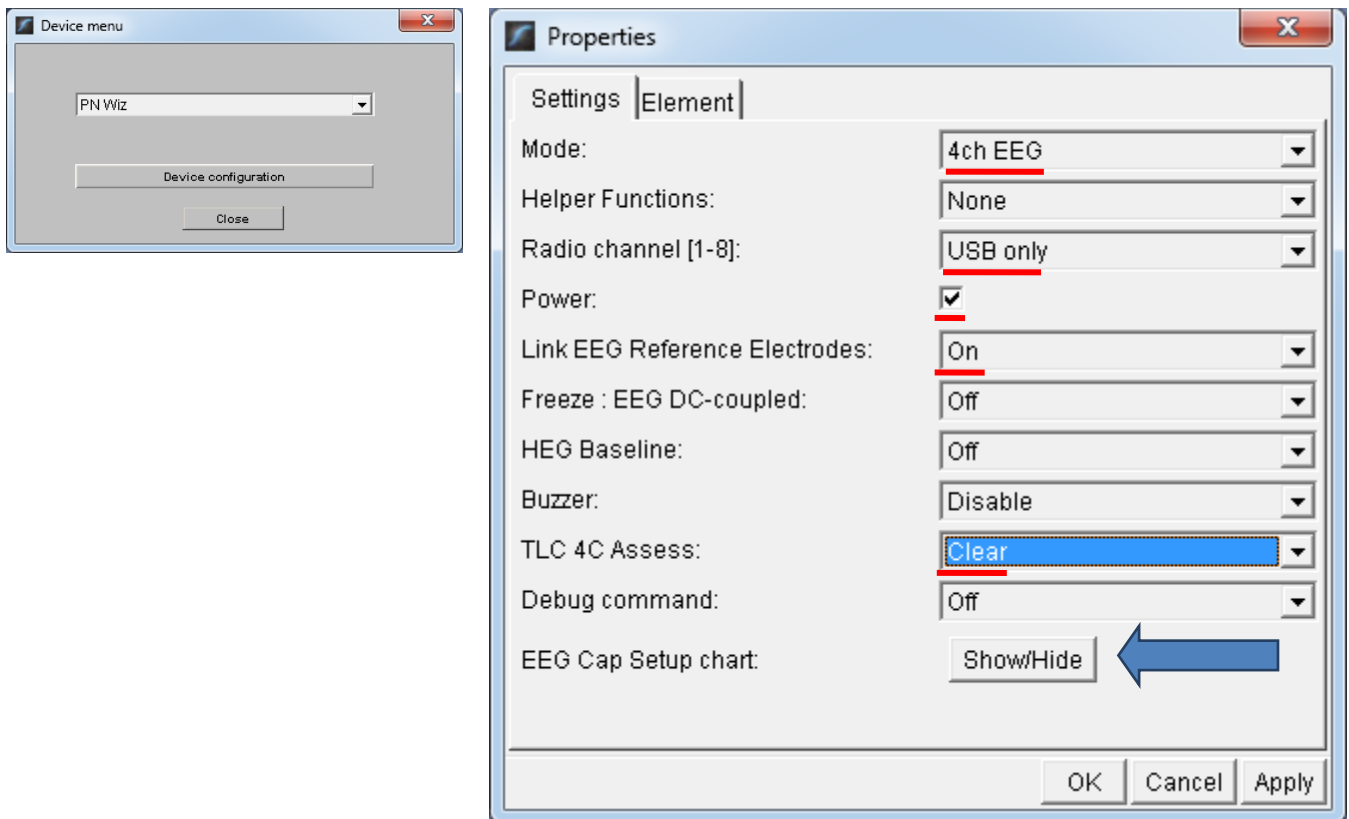 Device menu
PN Wiz
Device configuration
Close
Properties
Settings Element
Mode: 4ch EEG
Helper Functions: None
Radio channel [1-8]: USB only
Power:
Link EEG Reference Electrodes: On
Freeze : EEG DC-coupled: Off
HEG Baseline: Off
Buzzer: Disable
TLC 4C Assess: Clear
Debug command: Off
EEG Cap Setup chart: Show/Hide
OK Cancel Apply